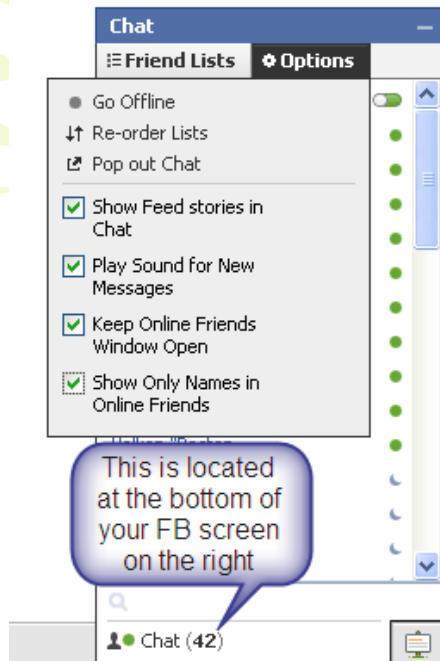 Chat
Friend Lists Options
Go Offline
Re-order Lists
Pop out Chat
Show Feed stories in
Chat
Play Sound for New
Messages
Keep Online Friends
Window Open
Show Only Names in
Online Friends
This is located
at the bottom of
your FB screen
on the right
Chat (42)